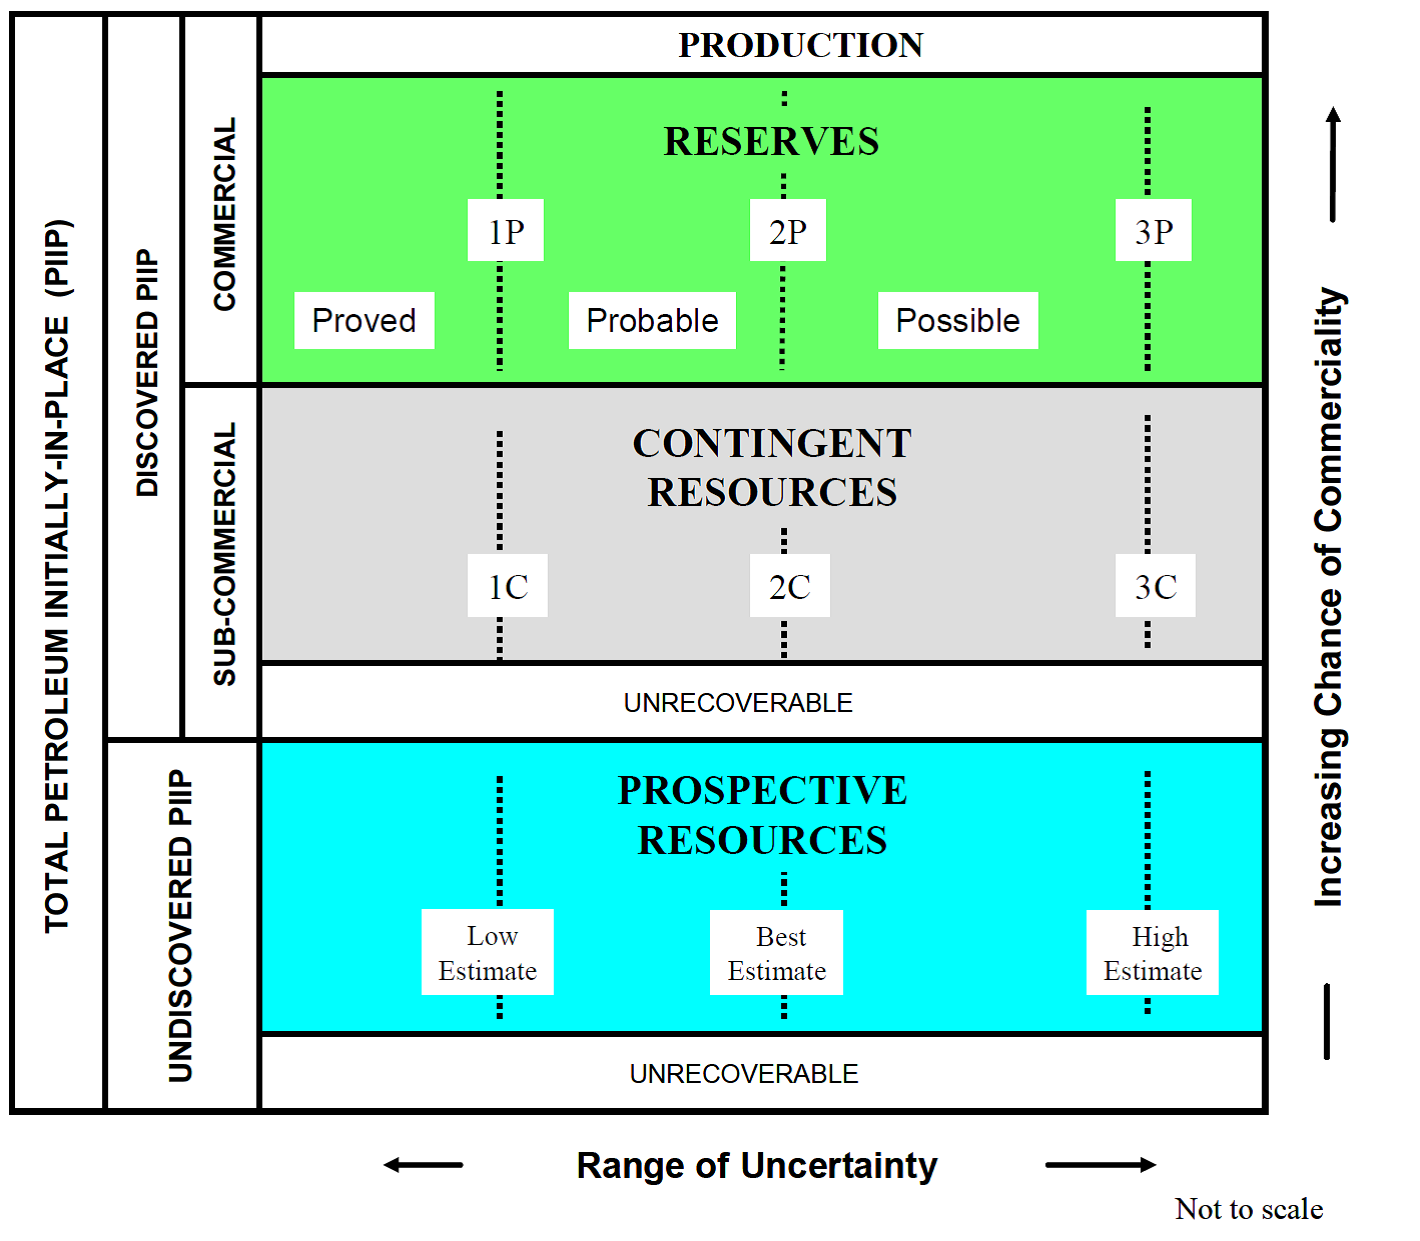 TOTAL PETROLEUM INITIALLY-IN-PLACE (PIIP)
DISCOVERED PIIP
COMMERCIAL
PRODUCTION
RESERVES
1P
2P
3P
Proved
Probable
Possible
SUB-COMMERCIAL
CONTINGENT
RESOURCES
1C
2C
3C
UNRECOVERABLE
UNDISCOVERED PIIP
PROSPECTIVE
RESOURCES
Low
Estimate
Best
Estimate
High
Estimate
UNRECOVERABLE
Increasing Chance of Commerciality
Range of Uncertainty
Not to scale